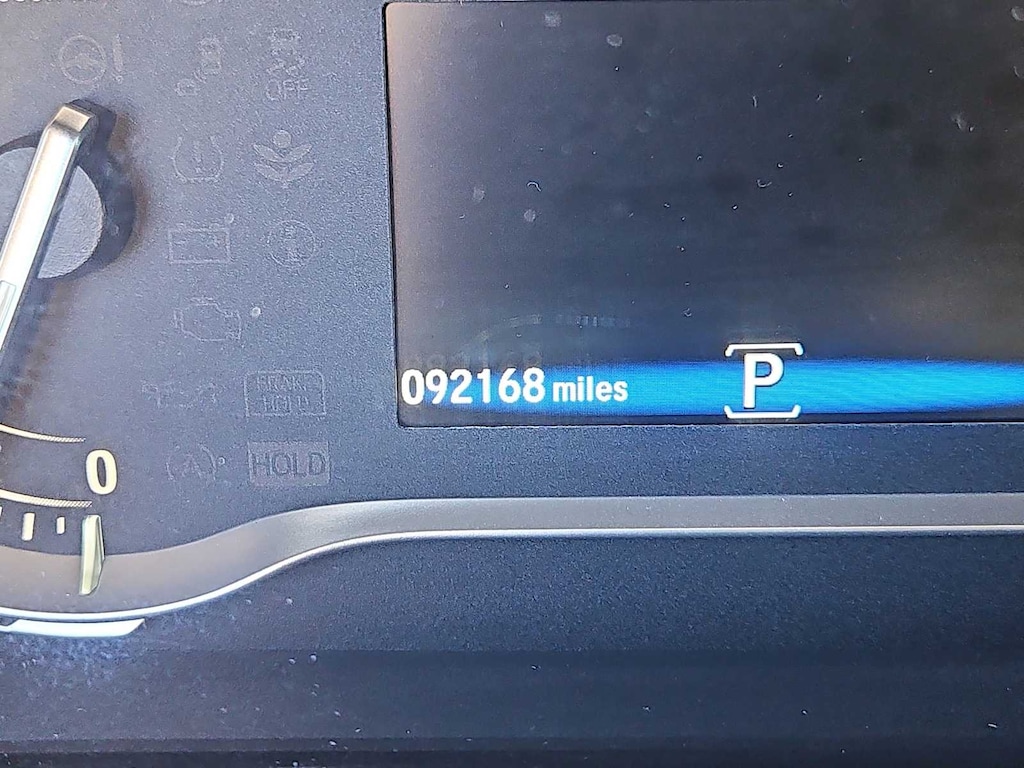 OFF
BRAKE
HOLD
092168 miles
P
0
HOLD